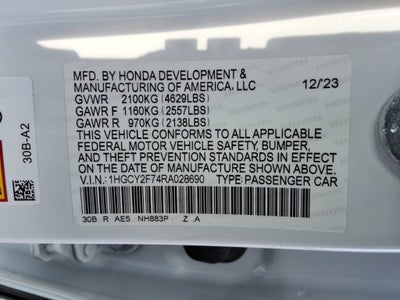 MFD. BY HONDA DEVELOPMENT &
MANUFACTURING OF AMERICA, LLC 12/23
GVWR 2100KG (4629LBS)
GAWR F 1160KG (2557LBS)
GAWR R 970KG (2138LBS)
THIS VEHICLE CONFORMS TO ALL APPLICABLE
FEDERAL MOTOR VEHICLE SAFETY, BUMPER,
AND THEFT PREVENTION STANDARDS IN EFFECT
ON THE DATE OF MANUFACTURE SHOWN ABOVE.
V.I.N.: 1HGCY2F74RA028690 TYPE: PASSENGER CAR
30B R AE5 NH883P Z A
30B-A2